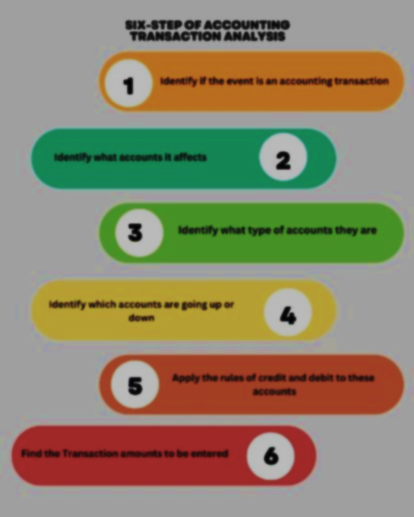 SIX-STEP OF ACCOUNTING
TRANSACTION ANALYSIS
1
Identify if the event is an accounting transaction
Identify what accounts it affects
2
3
Identify what type of accounts they are
Identify which accounts are going up or
down
4
5
Apply the rules of credit and debit to these
accounts
Find the Transaction amounts to be entered
6